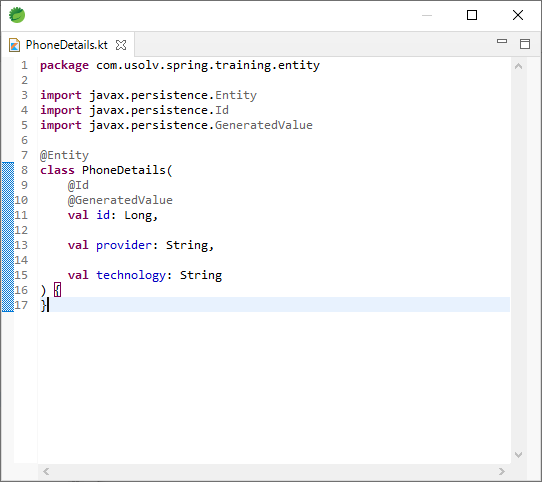 PhoneDetails.kt
1 package com.usolv.spring.training.entity
2
3 import javax.persistence.Entity
4 import javax.persistence.Id
5 import javax.persistence.GeneratedValue
6
7 @Entity
8 class PhoneDetails(
9     @Id
10     @GeneratedValue
11     val id: Long,
12
13     val provider: String,
14
15     val technology: String
16 ) {
17 }